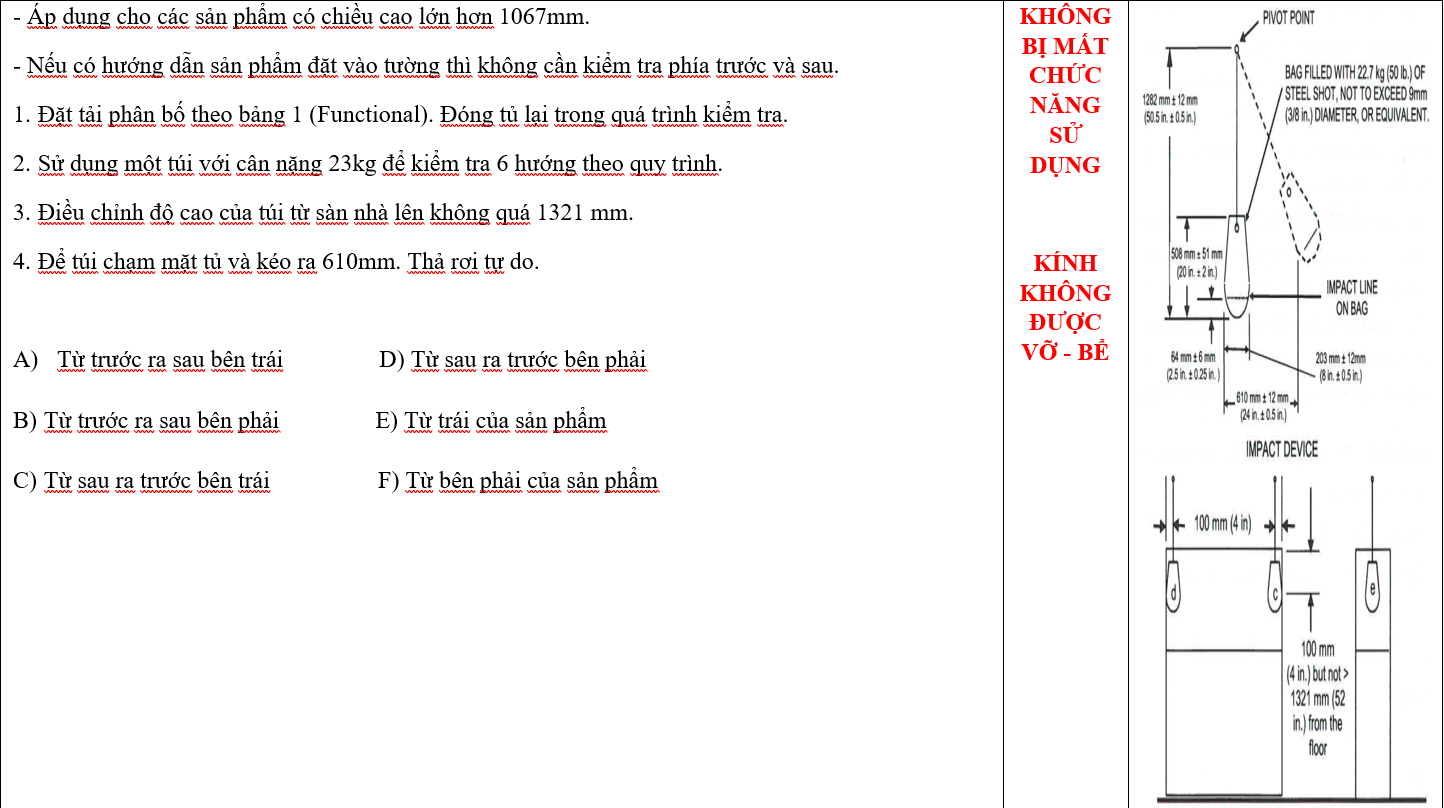 - Áp dụng cho các sản phẩm có chiều cao lớn hơn 1067mm.
- Nếu có hướng dẫn sản phẩm đặt vào tường thì không cần kiểm tra phía trước và sau.
1. Đặt tải phân bố theo bảng 1 (Functional). Đóng tủ lại trong quá trình kiểm tra.
2. Sử dụng một túi với cân nặng 23kg để kiểm tra 6 hướng theo quy trình.
3. Điều chỉnh độ cao của túi từ sàn nhà lên không quá 1321 mm.
4. Để túi chạm mặt tủ và kéo ra 610mm. Thả rơi tự do.
A) Từ trước ra sau bên trái
D) Từ sau ra trước bên phải
B) Từ trước ra sau bên phải
E) Từ trái của sản phẩm
C) Từ sau ra trước bên trái
F) Từ bên phải của sản phẩm
KHÔNG
BỊ MẤT
CHỨC
NĂNG
SỬ
DỤNG
KÍNH
KHÔNG
ĐƯỢC
VỠ - BỂ
PIVOT POINT
BAG FILLED WITH 22.7 kg (50 lb.) OF
STEEL SHOT, NOT TO EXCEED 9mm
(3/8 in.) DIAMETER, OR EQUIVALENT.
1282 mm ± 12 mm
(50.5 in. ± 0.5 in.)
508 mm ± 51 mm
(20 in. ± 2 in.)
IMPACT LINE
ON BAG
64 mm ± 6 mm
(2.5 in. ± 0.25 in. )
203 mm ± 12mm
(8 in. ± 0.5 in.)
610 mm ± 12 mm
(24 in. ± 0.5 in.)
IMPACT DEVICE
100 mm (4 in)
d
c
e
100 mm
(4 in.) but not >
1321 mm (52
in.) from the
floor